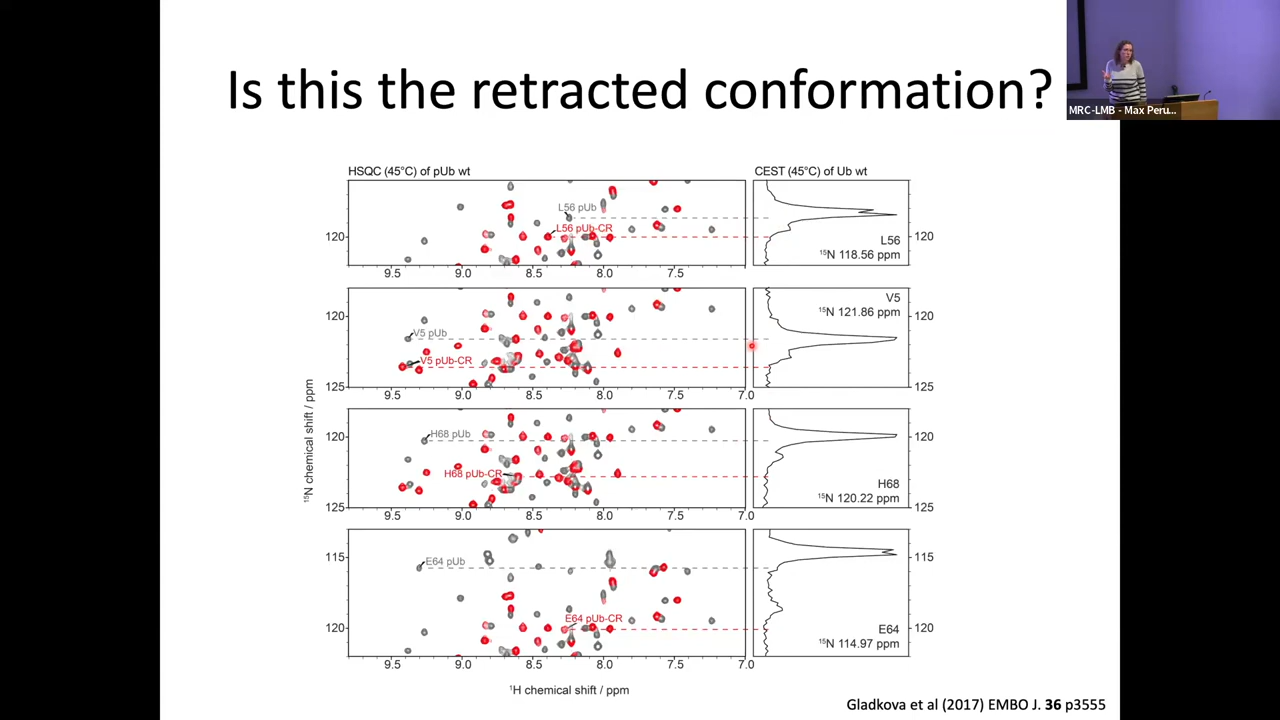 Is this the retracted conformation?
MRC-LMB - Max Peru...
HSQC (45°C) of pUb wt
CEST (45°C) of Ub wt
L56 pUb
L56 pUb-CR
120
L56
¹⁵N 118.56 ppm
120
9.5 9.0 8.5 8.0 7.5
V5 pUb
V5 pUb-CR
120
125
V5
¹⁵N 121.86 ppm
120
125
9.5 9.0 8.5 8.0 7.5 7.0
H68 pUb
H68 pUb-CR
120
125
H68
¹⁵N 120.22 ppm
120
125
9.5 9.0 8.5 8.0 7.5 7.0
E64 pUb
E64 pUb-CR
115
120
E64
¹⁵N 114.97 ppm
115
120
9.5 9.0 8.5 8.0 7.5 7.0
¹⁵N chemical shift / ppm
¹H chemical shift / ppm
Gladkova et al (2017) EMBO J. 36 p3555